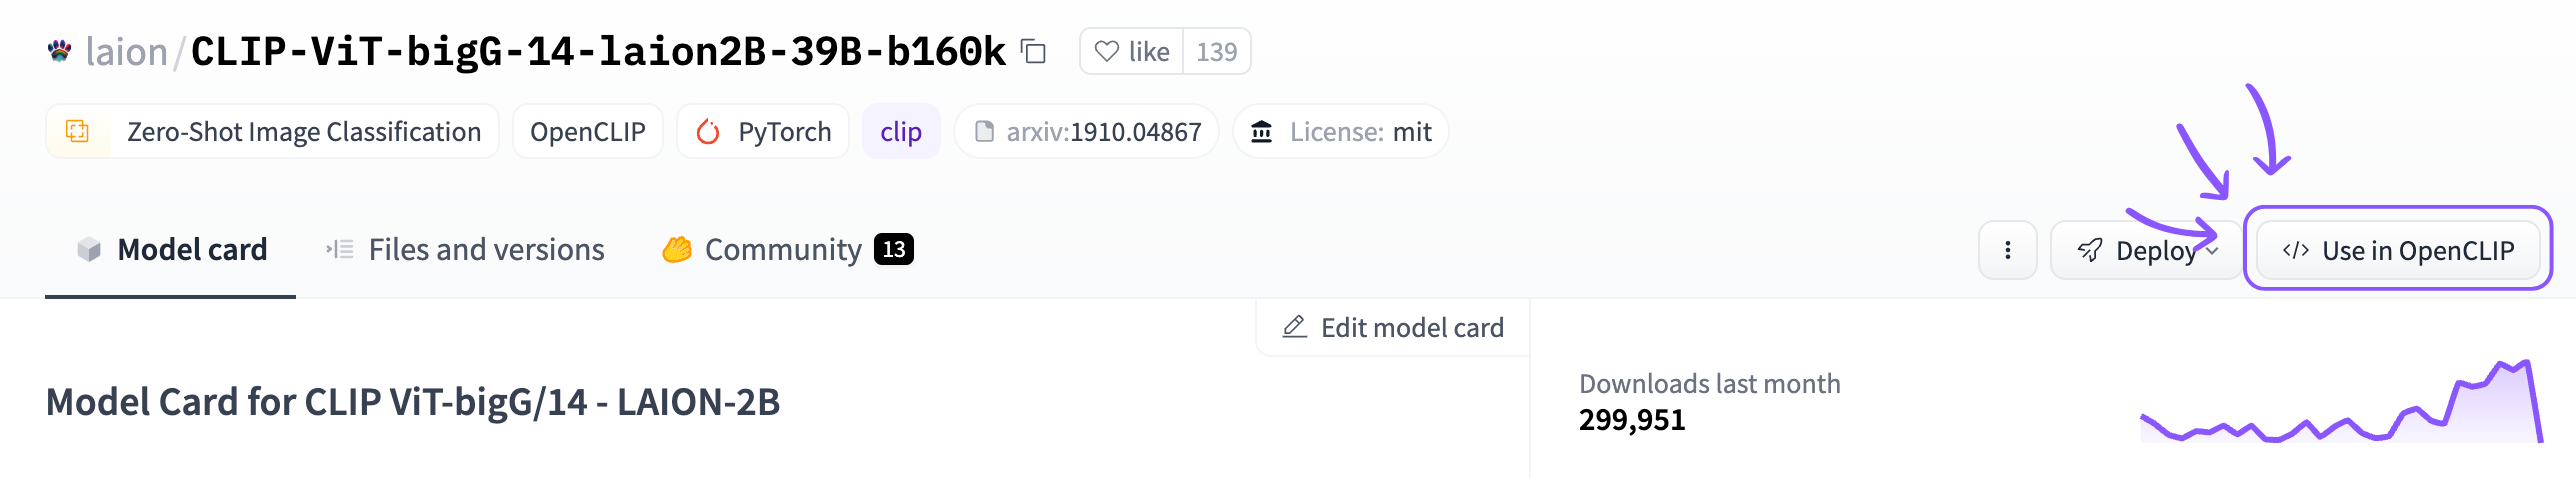 laion/CLIP-ViT-bigG-14-laion2B-39B-b160k like 139
Zero-Shot Image Classification OpenCLIP PyTorch clip arxiv:1910.04867 License: mit
Model card Files and versions Community 13 Deploy </> Use in OpenCLIP
Edit model card
Model Card for CLIP ViT-bigG/14 - LAION-2B
Downloads last month
299,951